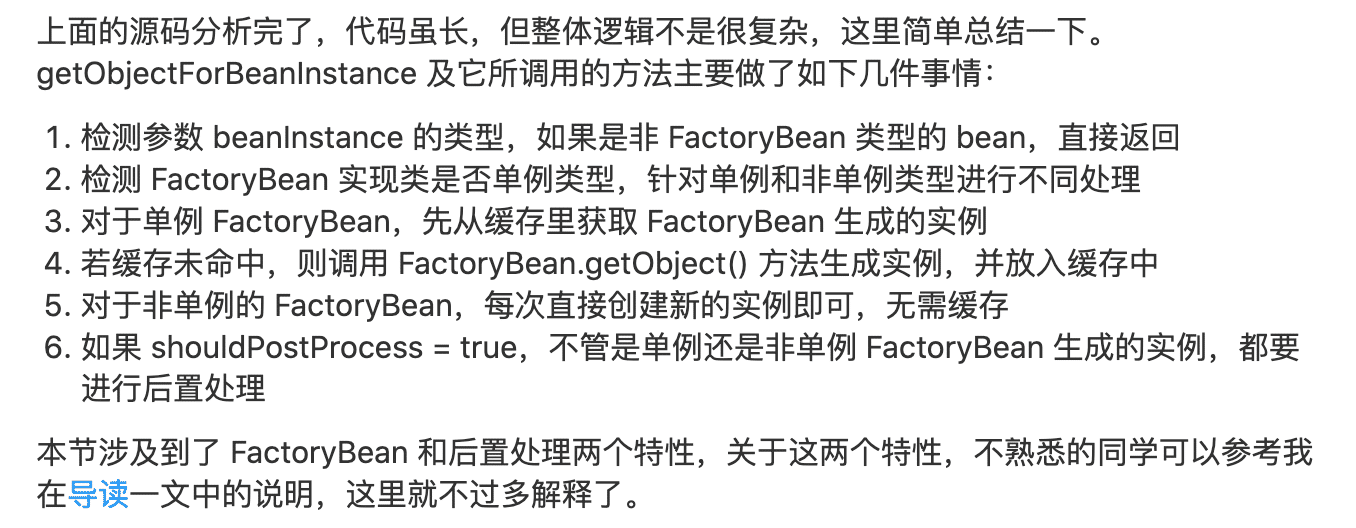 上面的源码分析完了，代码虽长，但整体逻辑不是很复杂，这里简单总结一下。
getObjectForBeanInstance 及它所调用的方法主要做了如下几件事情：
1. 检测参数 beanInstance 的类型，如果是非 FactoryBean 类型的 bean，直接返回
2. 检测 FactoryBean 实现类是否单例类型，针对单例和非单例类型进行不同处理
3. 对于单例 FactoryBean，先从缓存里获取 FactoryBean 生成的实例
4. 若缓存未命中，则调用 FactoryBean.getObject() 方法生成实例，并放入缓存中
5. 对于非单例的 FactoryBean，每次直接创建新的实例即可，无需缓存
6. 如果 shouldPostProcess = true，不管是单例还是非单例 FactoryBean 生成的实例，都要
进行后置处理
本节涉及到了 FactoryBean 和后置处理两个特性，关于这两个特性，不熟悉的同学可以参考我
在导读一文中的说明，这里就不过多解释了。